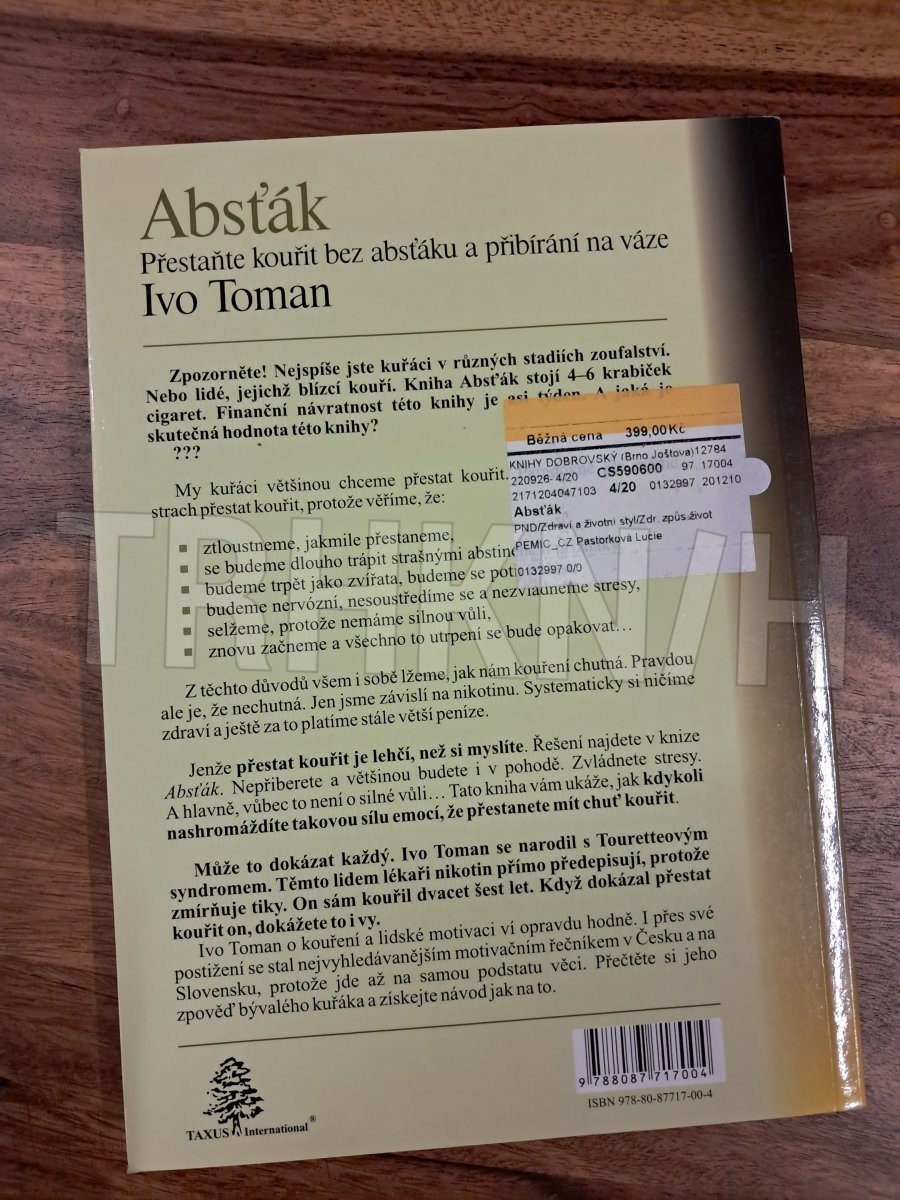 Absťák
Přestaňte kouřit bez absťáku a přibírání na váze
Ivo Toman
Zpozorněte! Nejspíše jste kuřáci v různých stadiích zoufalství.
Nebo lidé, jejichž blízcí kouří. Kniha Absťák stojí 4–6 krabiček
cigaret. Finanční návratnost této knihy je asi týden. A jaká je
skutečná hodnota této knihy?
???
My kuřáci většinou chceme přestat kouřit.
strach přestat kouřit, protože věříme, že:
ztloustneme, jakmile přestaneme,
se budeme dlouho trápit strašnými
budeme trpět jako zvířata, budeme se
budeme nervózní, nesoustředíme se a nezvládneme stresy,
selžeme, protože nemáme silnou vůli,
znovu začneme a všechno to utrpení se bude opakovat…
Z těchto důvodů všem i sobě lžeme, jak nám kouření chutná. Pravdou
ale je, že nechutná. Jen jsme závislí na nikotinu. Systematicky si ničíme
zdraví a ještě za to platíme stále větší peníze.
Jenže přestat kouřit je lehčí, než si myslíte. Řešení najdete v knize
Absťák. Nepřiberete a většinou budete i v pohodě. Zvládnete stresy.
A hlavně, vůbec to není o silné vůli… Tato kniha vám ukáže, jak kdykoli
nashromáždíte takovou sílu emocí, že přestanete mít chuť kouřit.
Může to dokázat každý. Ivo Toman se narodil s Touretteovým
syndromem. Těmto lidem lékaři nikotin přímo předepisují, protože
zmírňuje tiky. On sám kouřil dvacet šest let. Když dokázal přestat
kouřit on, dokážete to i vy.
Ivo Toman o kouření a lidské motivaci ví opravdu hodně. I přes své
postižení se stal nejvyhledávanějším motivačním řečníkem v Česku a na
Slovensku, protože jde až na samou podstatu věci. Přečtěte si jeho
zpověď bývalého kuřáka a získejte návod jak na to.
Běžná cena 399,00Kč
KNIHY DOBROVSKÝ (Brno Joštova)12784
220926- 4/20 CS590600 97.17004
2171204047103 4/20 0132997 201210
Absťák
PND/Zdraví a životní styl/Zdr. způs.život
PEMIC_CZ Pastorková Lucie
0132997 0/0
TRHKNIH
TAXUS International®
9 788087 717004
ISBN 978-80-87717-00-4